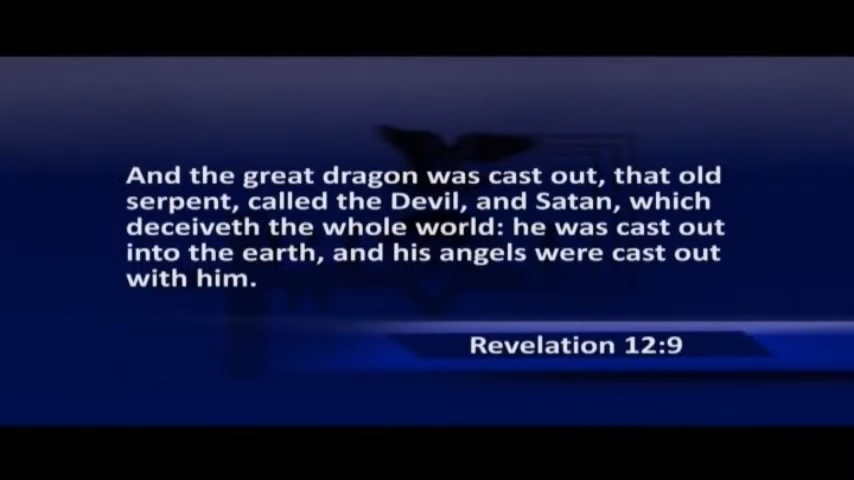 And the great dragon was cast out, that old
serpent, called the Devil, and Satan, which
deceiveth the whole world: he was cast out
into the earth, and his angels were cast out
with him.
Revelation 12:9